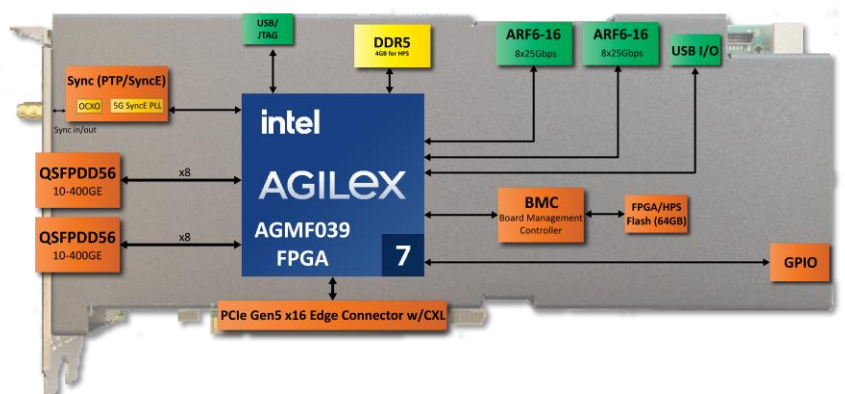 USB/
JTAG
DDR5
4GB for HPS
ARF6-16
8x25Gbps
ARF6-16
8x25Gbps
USB I/O
Sync (PTP/SyncE)
OCXO
5G SyncE PLL
Sync in/out
intel
AGILEX
AGMF039
FPGA
7
QSFPDD56
10-400GE
x8
QSFPDD56
10-400GE
x8
BMC
Board Management
Controller
FPGA/HPS
Flash (64GB)
GPIO
PCIe Gen5 x16 Edge Connector w/CXL